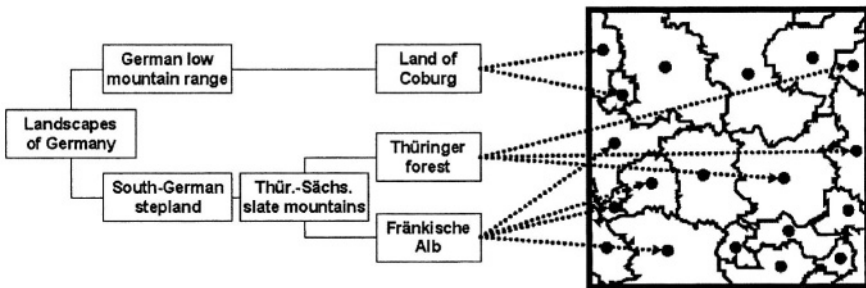 German low
mountain range
Land of
Coburg
Landscapes
of Germany
Thüringer
forest
South-German
stepland
Thür.-Sächs.
slate mountains
Fränkische
Alb